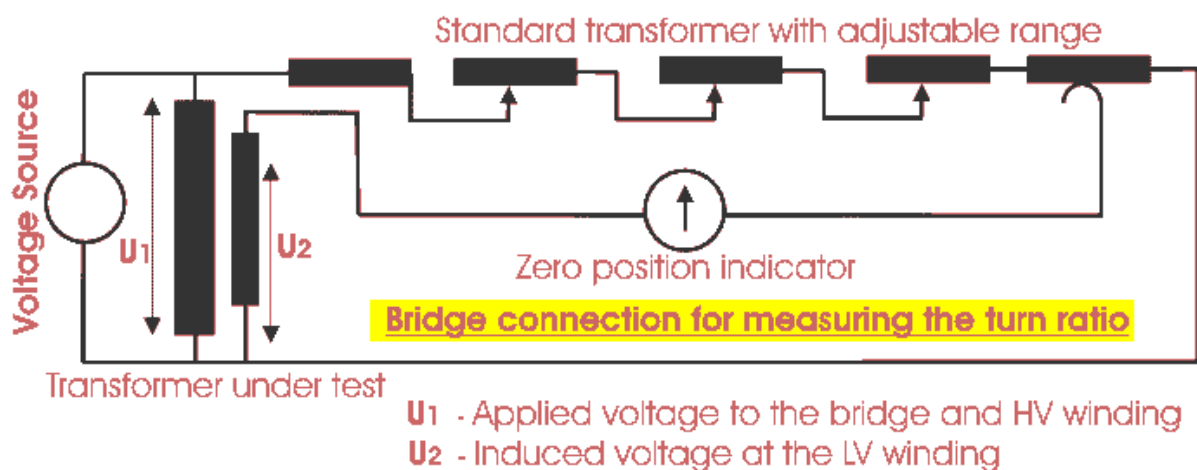 Standard transformer with adjustable range
Voltage Source
U1
U2
Zero position indicator
Bridge connection for measuring the turn ratio
Transformer under test
U1 - Applied voltage to the bridge and HV winding
U2 - Induced voltage at the LV winding